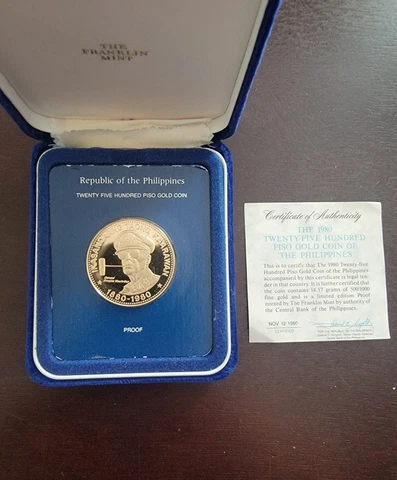 THE
FRANKLIN
MINT
Republic of the Philippines
TWENTY FIVE HUNDRED PISO GOLD COIN
1880-1980
PROOF
Certificate of Authenticity
THE 1980
TWENTY-FIVE HUNDRED
PISO GOLD COIN OF
THE PHILIPPINES
This is to certify that The 1980 Twenty-five
Hundred Piso Gold Coin of the Philippines
accompanied by this certificate is legal ten-
der in that country. It is further certified that
the coin contains 14.57 grams of 500/1000
fine gold and is a limited edition Proof
minted by The Franklin Mint by authority of
the Central Bank of the Philippines.
NOV 12 1980